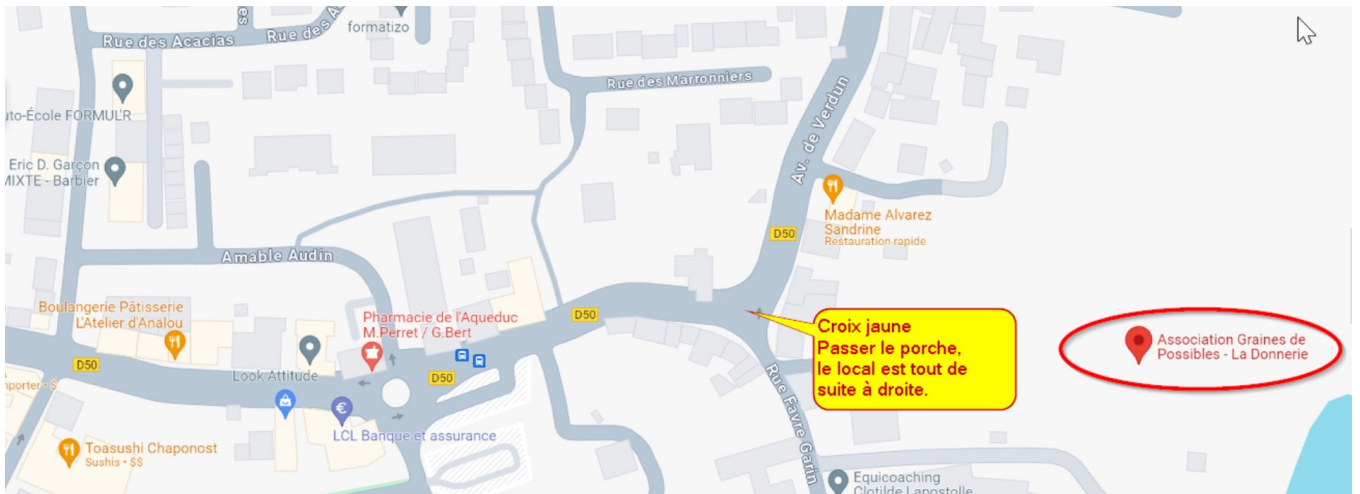 formatizo
Rue des Acacias
Rue des
Rue des Marronniers
uto-École FORMUL'R
Av. de Verdun
Eric D. Garçon
MIXTE - Barbier
Madame Alvarez
Sandrine
Restauration rapide
D50
Amable Audin
Boulangerie Pâtisserie
L'Atelier d'Analou
Pharmacie de l'Aqueduc
M.Perret / G.Bert
D50
Croix jaune
Passer le porche,
le local est tout de
suite à droite.
Association Graines de
Possibles - La Donnerie
D50
Look Attitude
D50
porter • $
LCL Banque et assurance
Rue Favre Garin
Toasushi Chaponost
Sushis • $$
Equicoaching
Clotilde Lapostolle